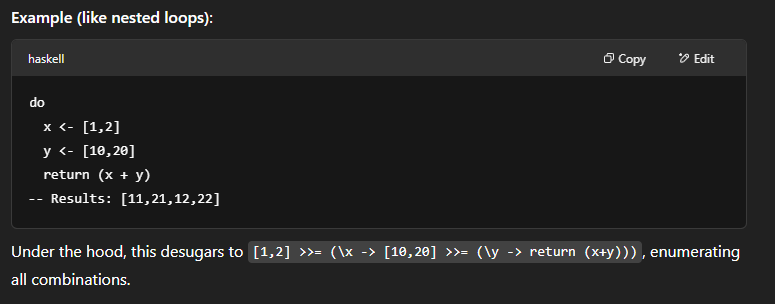 Example (like nested loops):
haskell Copy Edit
do
  x <- [1,2]
  y <- [10,20]
  return (x + y)
-- Results: [11,21,12,22]
Under the hood, this desugars to [1,2] >>= (\x -> [10,20] >>= (\y -> return (x+y))), enumerating
all combinations.